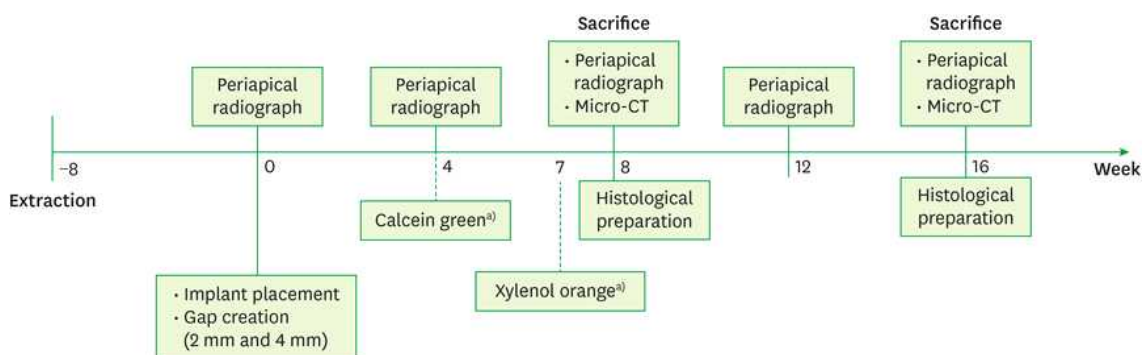 Sacrifice
Sacrifice
Periapical
radiograph
Periapical
radiograph
· Periapical
radiograph
· Micro-CT
Periapical
radiograph
· Periapical
radiograph
· Micro-CT
–8
0
4
7
8
12
16
Week
Extraction
Calcein greenᵃ⁾
Histological
preparation
Histological
preparation
Xylenol orangeᵃ⁾
· Implant placement
· Gap creation
(2 mm and 4 mm)